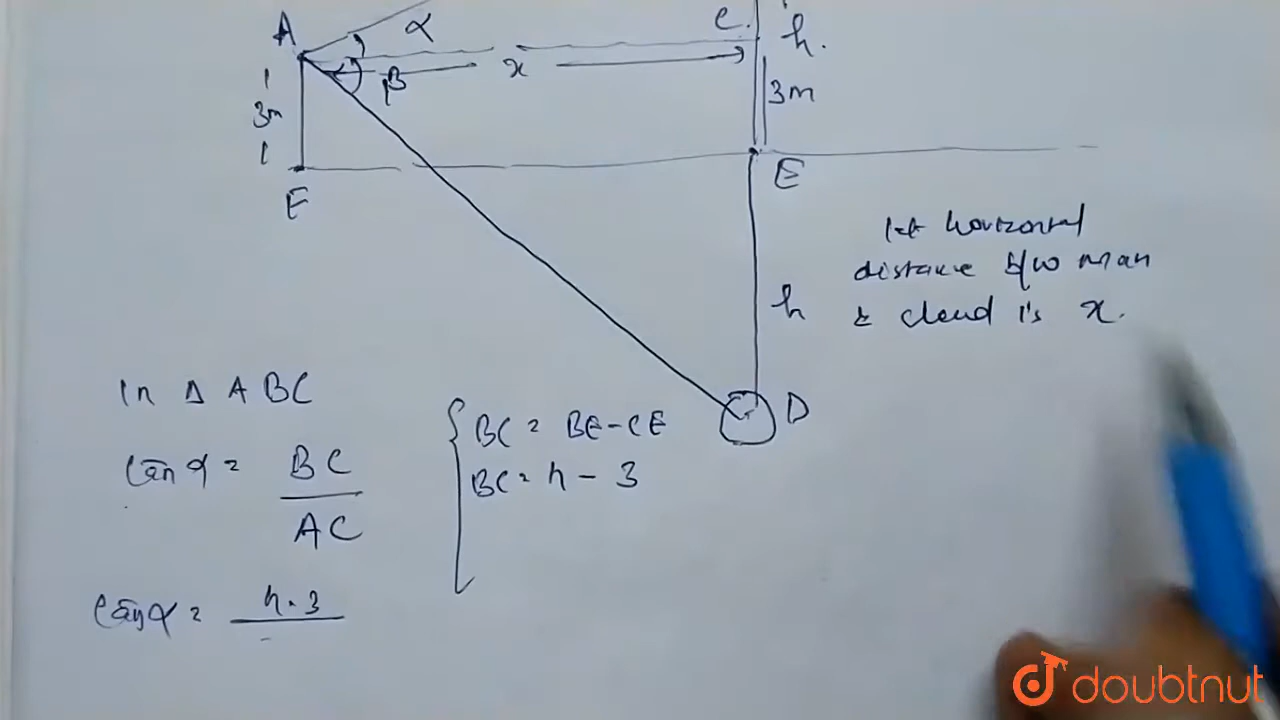 A
α
C.
h.
x
β
3m
3m
E
E
let horizontal
distance b/w man
& cloud is x.
h
In Δ ABC
D
BC = BE-CE
tan α = BC
AC
BC = h - 3
tan α = h - 3
doubtnut